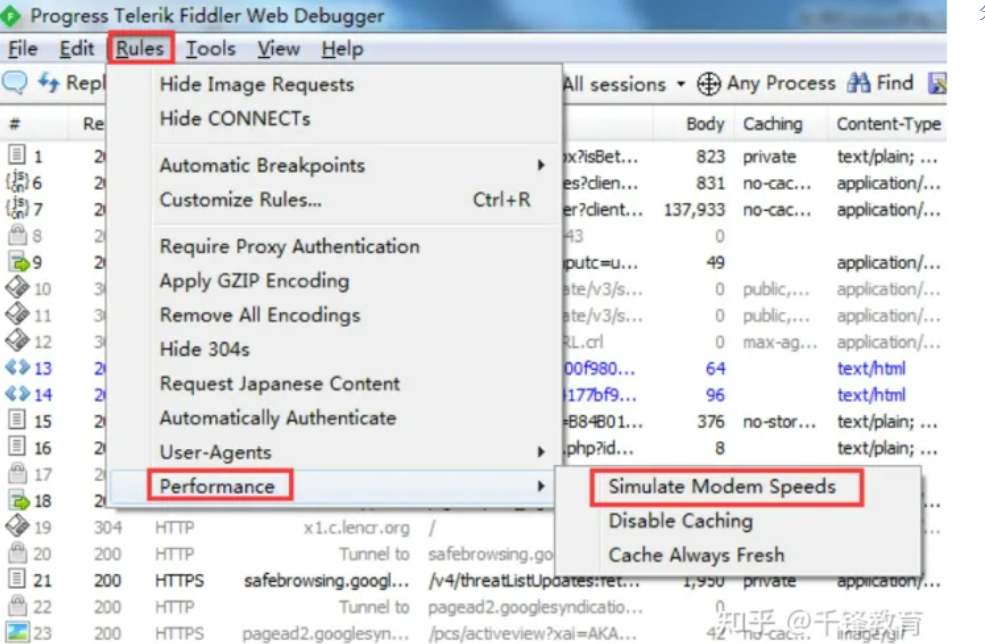 Progress Telerik Fiddler Web Debugger
File Edit Rules Tools View Help
Repl All sessions Any Process Find
Hide Image Requests
# Re Body Caching Content-Type
Hide CONNECTs
1 20 px?isBet... 823 private text/plain; ...
Automatic Breakpoints
{js on} 6 20 es?clien... 831 no-cac... application/...
Customize Rules... Ctrl+R
{js on} 7 20 er?client... 137,933 no-cac... application/...
8 20 43 0
Require Proxy Authentication
9 20 nputc=u... 49 application/...
Apply GZIP Encoding
10 30 ate/v3/s... 0 public,... application/...
Remove All Encodings
11 30 ate/v3/s... 0 public,... application/...
Hide 304s
12 30 RL.crl 0 max-ag... application/...
13 20 00f980... 64 text/html
Request Japanese Content
14 20 4177bf9... 96 text/html
Automatically Authenticate
15 20 =B84B01... 376 no-stor... text/plain; ...
User-Agents
16 20 .php?id... 8 text/plain; ...
17 20
Performance
Simulate Modem Speeds
18 20
Disable Caching
19 304 HTTP x1.c.lencr.org /
Cache Always Fresh
20 200 HTTP Tunnel to safebrowsing.go
21 200 HTTPS safebrowsing.googl... /v4/threatListUpdates:fet... 1,950 private application/...
22 200 HTTP Tunnel to pagead2.googlesyndicatio... 0
23 200 HTTPS pagead2.googlesyn... /pcs/activeview?xai=AKA... 42 no-cac... image/gif
知乎 @千锋教育